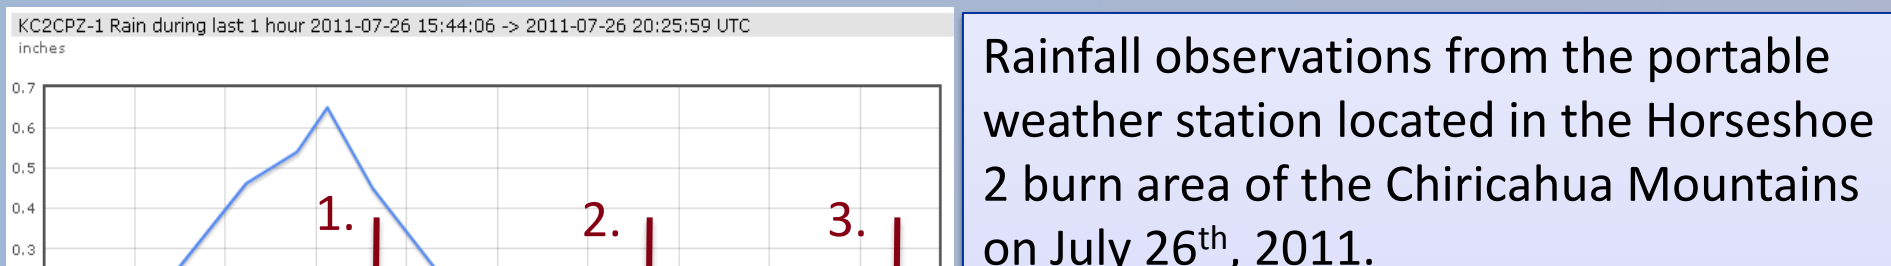 KC2CPZ-1 Rain during last 1 hour 2011-07-26 15:44:06 -> 2011-07-26 20:25:59 UTC
inches
0.7
0.6
0.5
0.4
0.3
1.
2.
3.
Rainfall observations from the portable
weather station located in the Horseshoe
2 burn area of the Chiricahua Mountains
on July 26th, 2011.